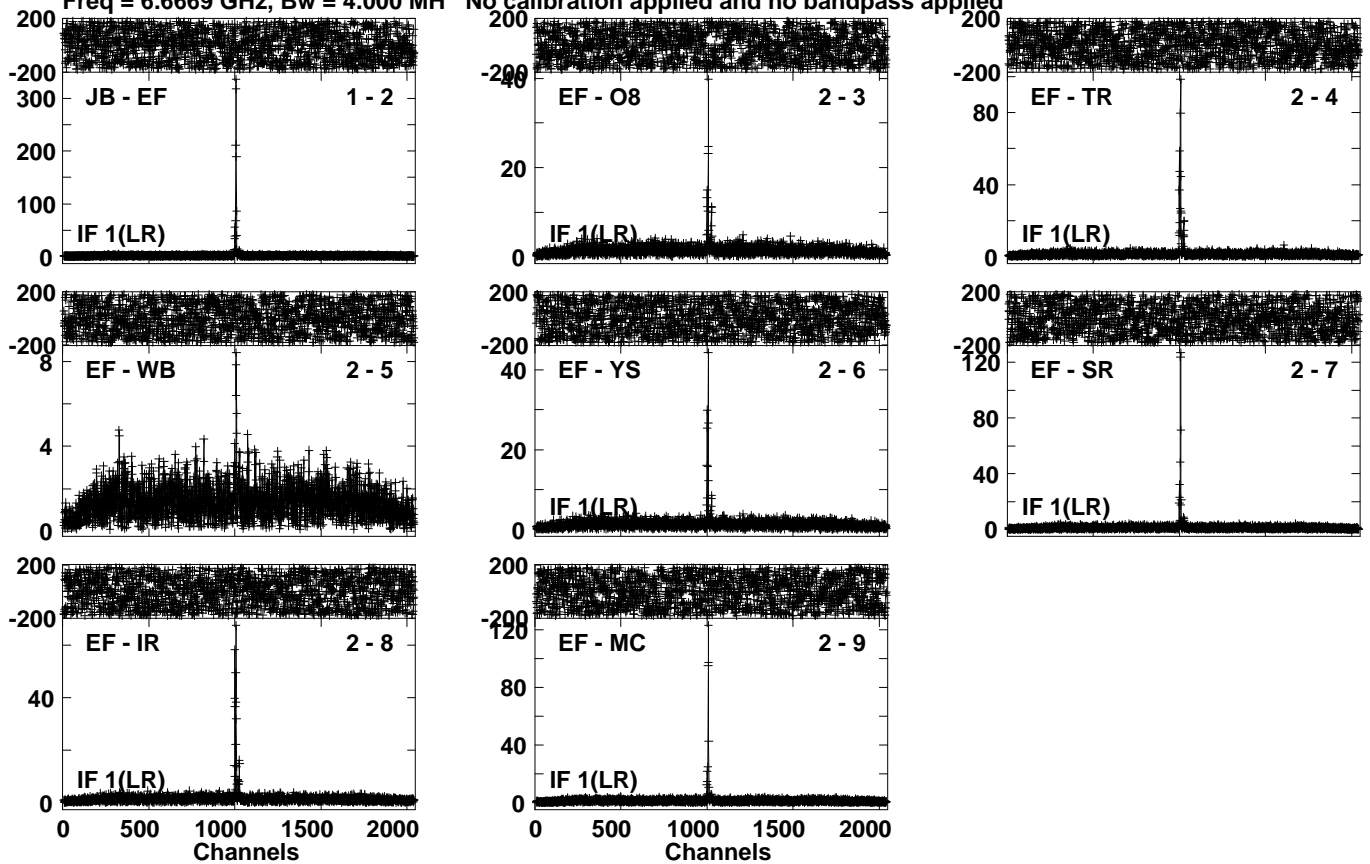 Freq = 6.6669 GHz, Bw = 4.000 MH No calibration applied and no bandpass applied
200 200 200
-200 -200 -200
JB - EF 1 - 2 EF - O8 2 - 3 EF - TR 2 - 4
300 40 80
200 20 40
100
IF 1(LR) IF 1(LR) IF 1(LR)
0 0 0
200 200 200
-200 -200 -200
8 40 120
EF - WB 2 - 5 EF - YS 2 - 6 EF - SR 2 - 7
4 20 80
40
IF 1(LR) IF 1(LR)
0 0 0
200 200
-200 -200
120
EF - IR 2 - 8 EF - MC 2 - 9
40 80
40
IF 1(LR) IF 1(LR)
0 0
0 500 1000 1500 2000 0 500 1000 1500 2000
Channels Channels